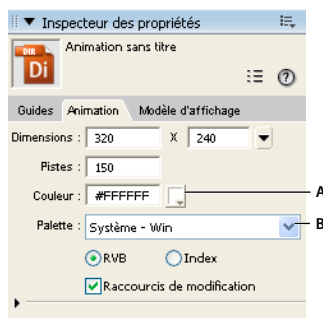 Inspecteur des propriétés
DIR
Di
Animation sans titre
?
Guides Animation Modèle d'affichage
Dimensions : 320 X 240
Pistes : 150
Couleur : #FFFFFF A
Palette : Système - Win B
RVB Index
Raccourcis de modification